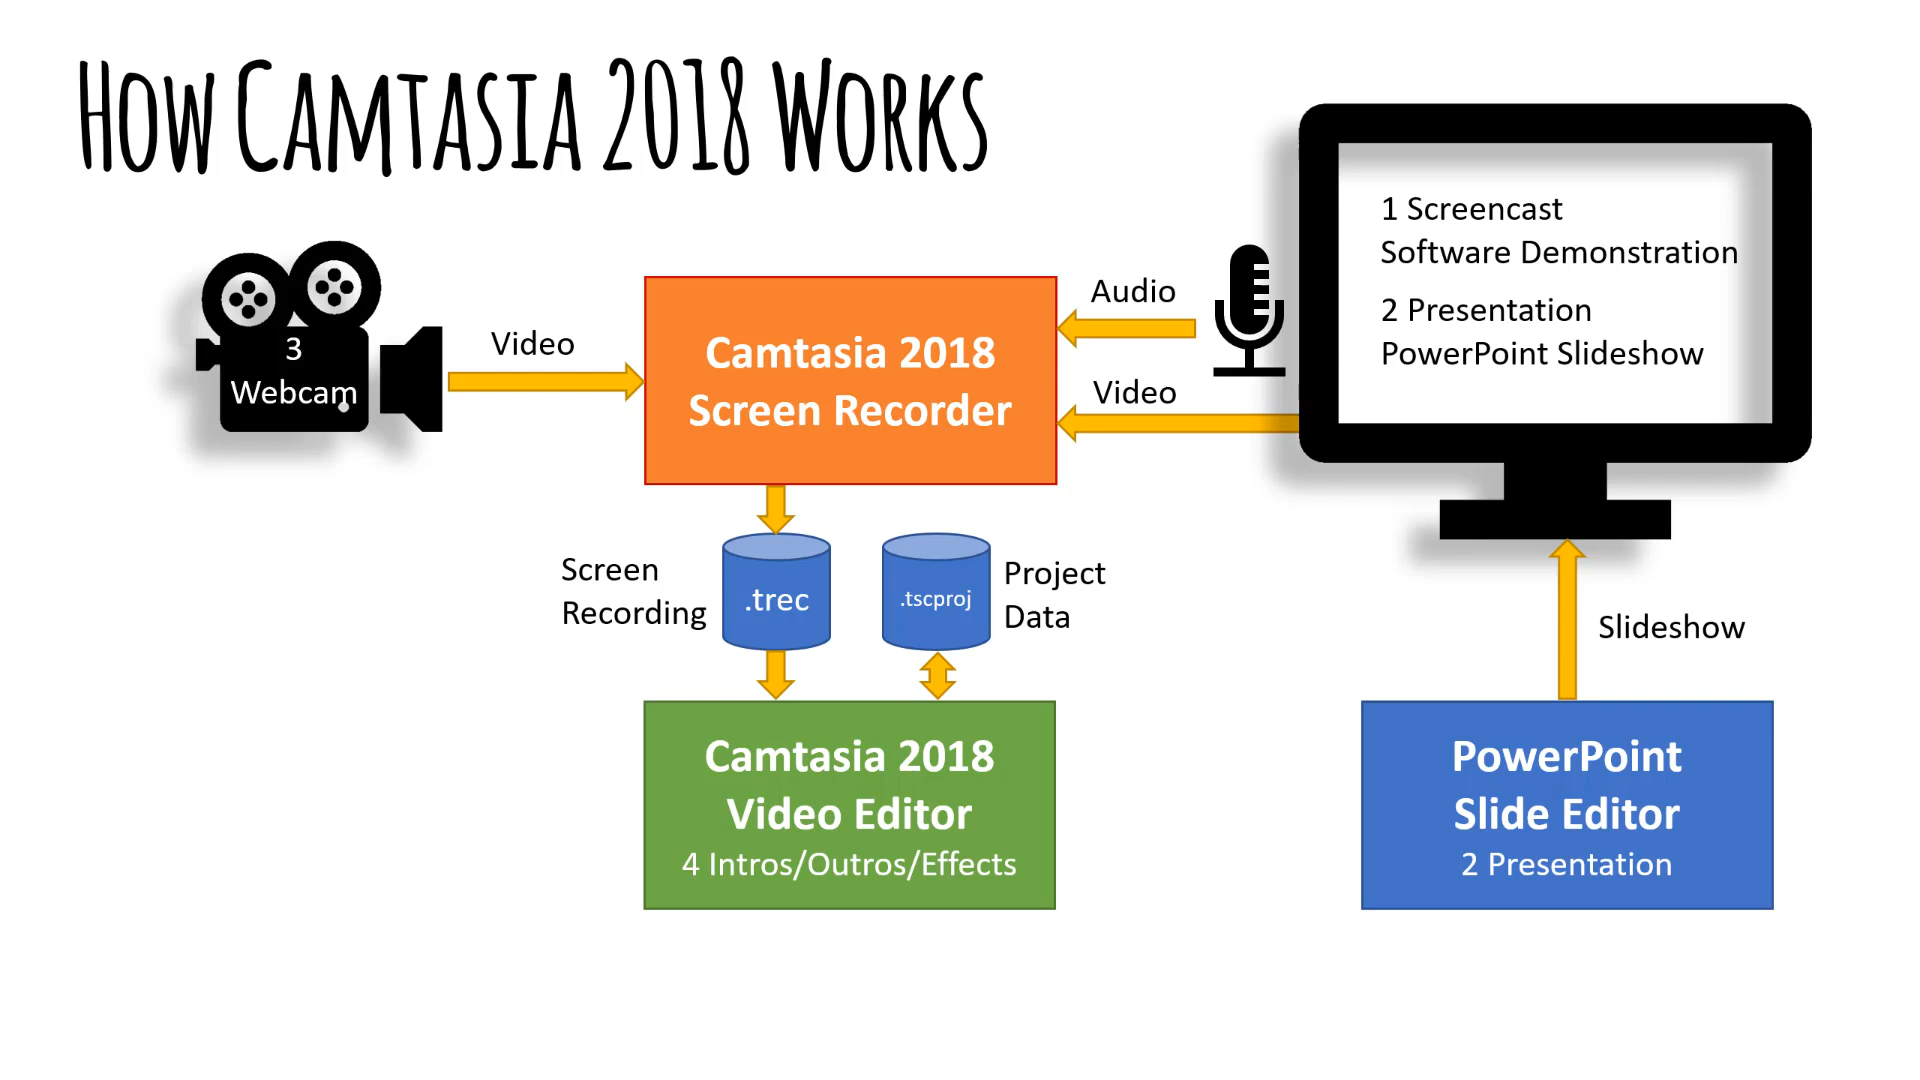 How Camtasia 2018 Works
1 Screencast
Software Demonstration
2 Presentation
PowerPoint Slideshow
3
Webcam
Video
Camtasia 2018
Screen Recorder
Audio
Video
Screen
Recording
.trec
.tscproj
Project
Data
Slideshow
Camtasia 2018
Video Editor
4 Intros/Outros/Effects
PowerPoint
Slide Editor
2 Presentation